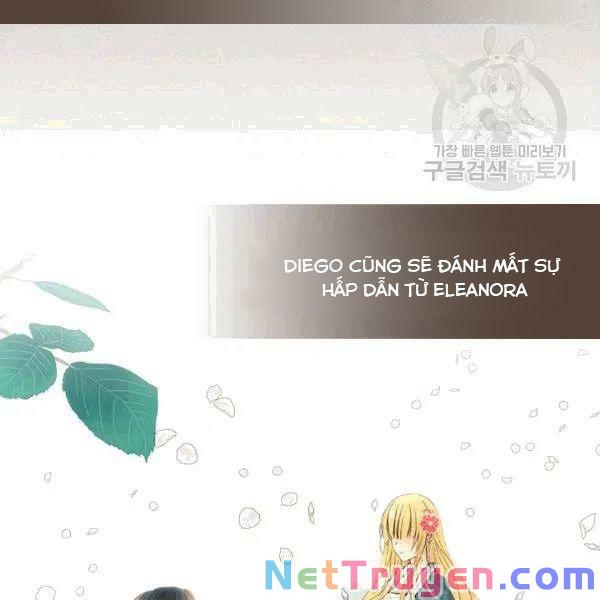 가장 빠른 웹툰 미리보기
구글검색 뉴토끼
DIEGO CŨNG SẼ ĐÁNH MẤT SỰ
HẤP DẪN TỪ ELEANORA
NetTruyen.com